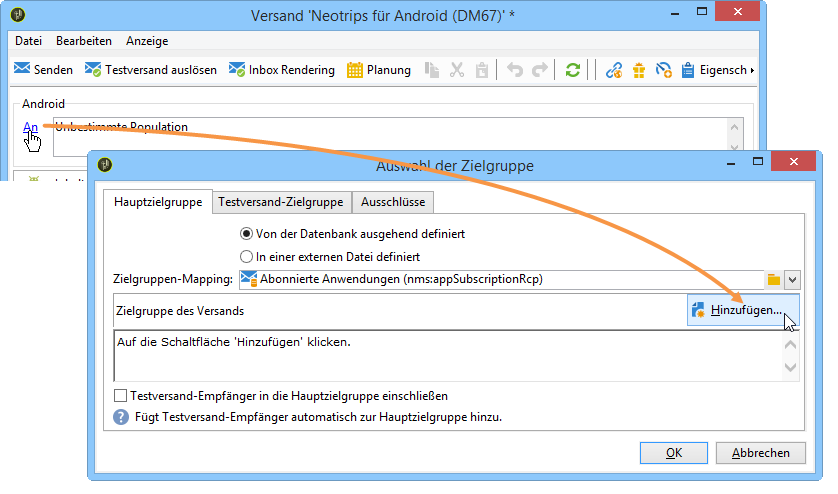 Versand 'Neotrips für Android (DM67)' *
Datei Bearbeiten Anzeige
Senden Testversand auslösen Inbox Rendering Planung Eigensch
Android
An Unbestimmte Population
Auswahl der Zielgruppe
Hauptzielgruppe Testversand-Zielgruppe Ausschlüsse
Von der Datenbank ausgehend definiert
In einer externen Datei definiert
Zielgruppen-Mapping: Abonnierte Anwendungen (nms:appSubscriptionRcp)
Zielgruppe des Versands Hinzufügen...
Auf die Schaltfläche 'Hinzufügen' klicken.
Testversand-Empfänger in die Hauptzielgruppe einschließen
Fügt Testversand-Empfänger automatisch zur Hauptzielgruppe hinzu.
OK Abbrechen